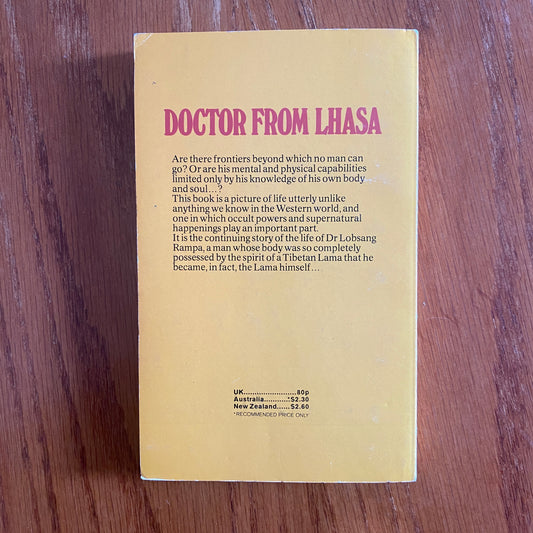 DOCTOR FROM LHASA
Are there frontiers beyond which no man can
go? Or are his mental and physical capabilities
limited only by his knowledge of his own body
and soul...?
This book is a picture of life utterly unlike
anything we know in the Western world, and
one in which occult powers and supernatural
happenings play an important part.
It is the continuing story of the life of Dr Lobsang
Rampa, a man whose body was so completely
possessed by the spirit of a Tibetan Lama that he
became, in fact, the Lama himself...
UK........................80p
Australia...........*$2.30
New Zealand......$2.60
*RECOMMENDED PRICE ONLY